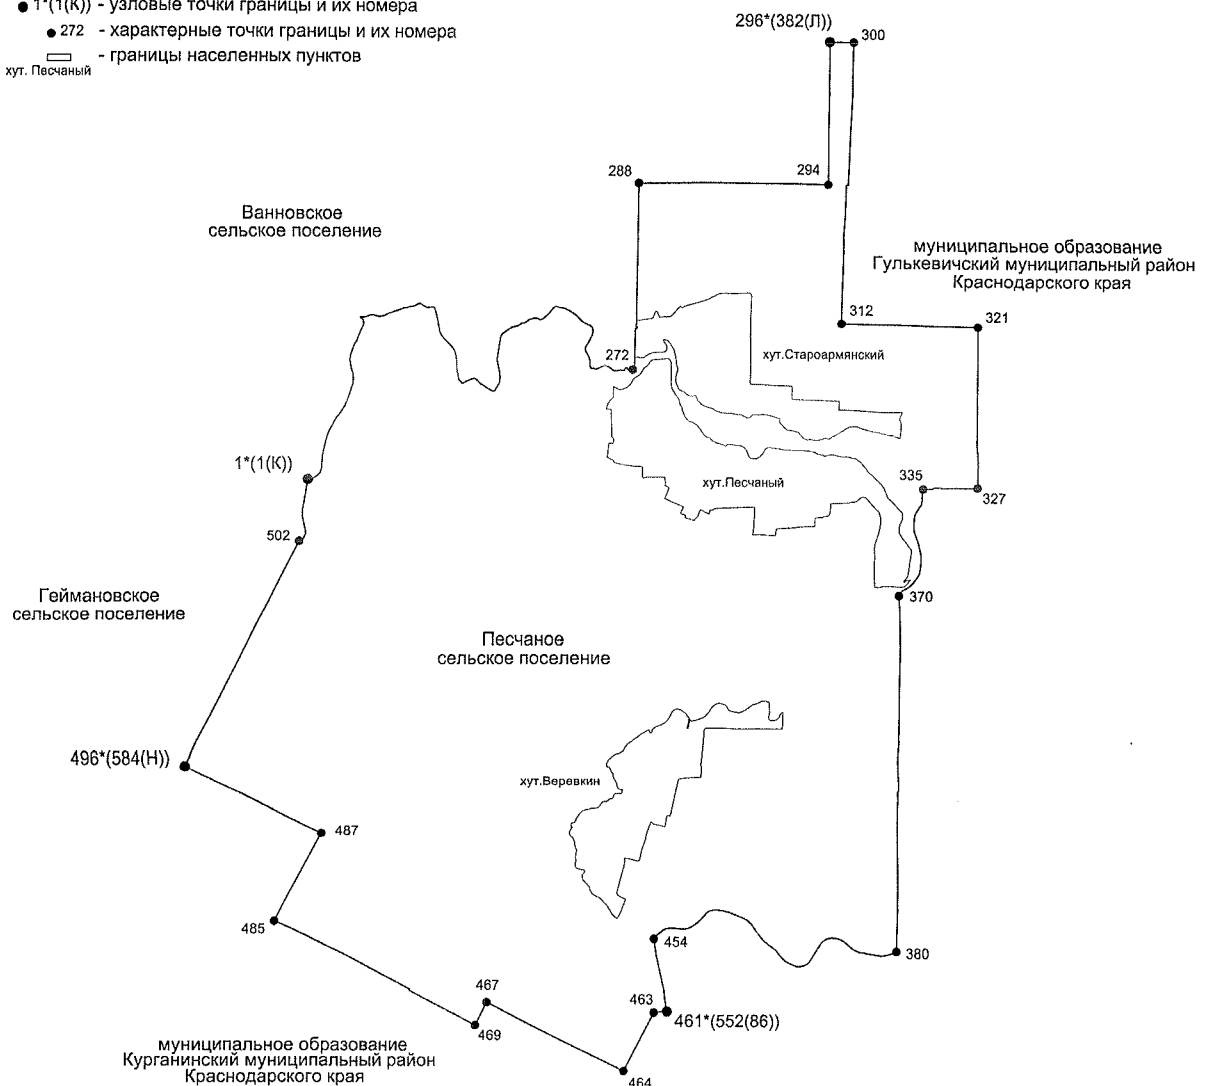 1*(1(К)) - узловые точки границы и их номера
272 - характерные точки границы и их номера
- границы населенных пунктов
хут. Песчаный
296*(382(Л))
300
288
294
Ванновское
сельское поселение
муниципальное образование
Гулькевичский муниципальный район
Краснодарского края
312
321
272
хут.Староармянский
1*(1(К))
335
327
хут.Песчаный
502
Геймановское
сельское поселение
370
Песчаное
сельское поселение
496*(584(Н))
хут.Веревкин
487
485
454
380
467
463
461*(552(86))
469
муниципальное образование
Курганинский муниципальный район
Краснодарского края
464